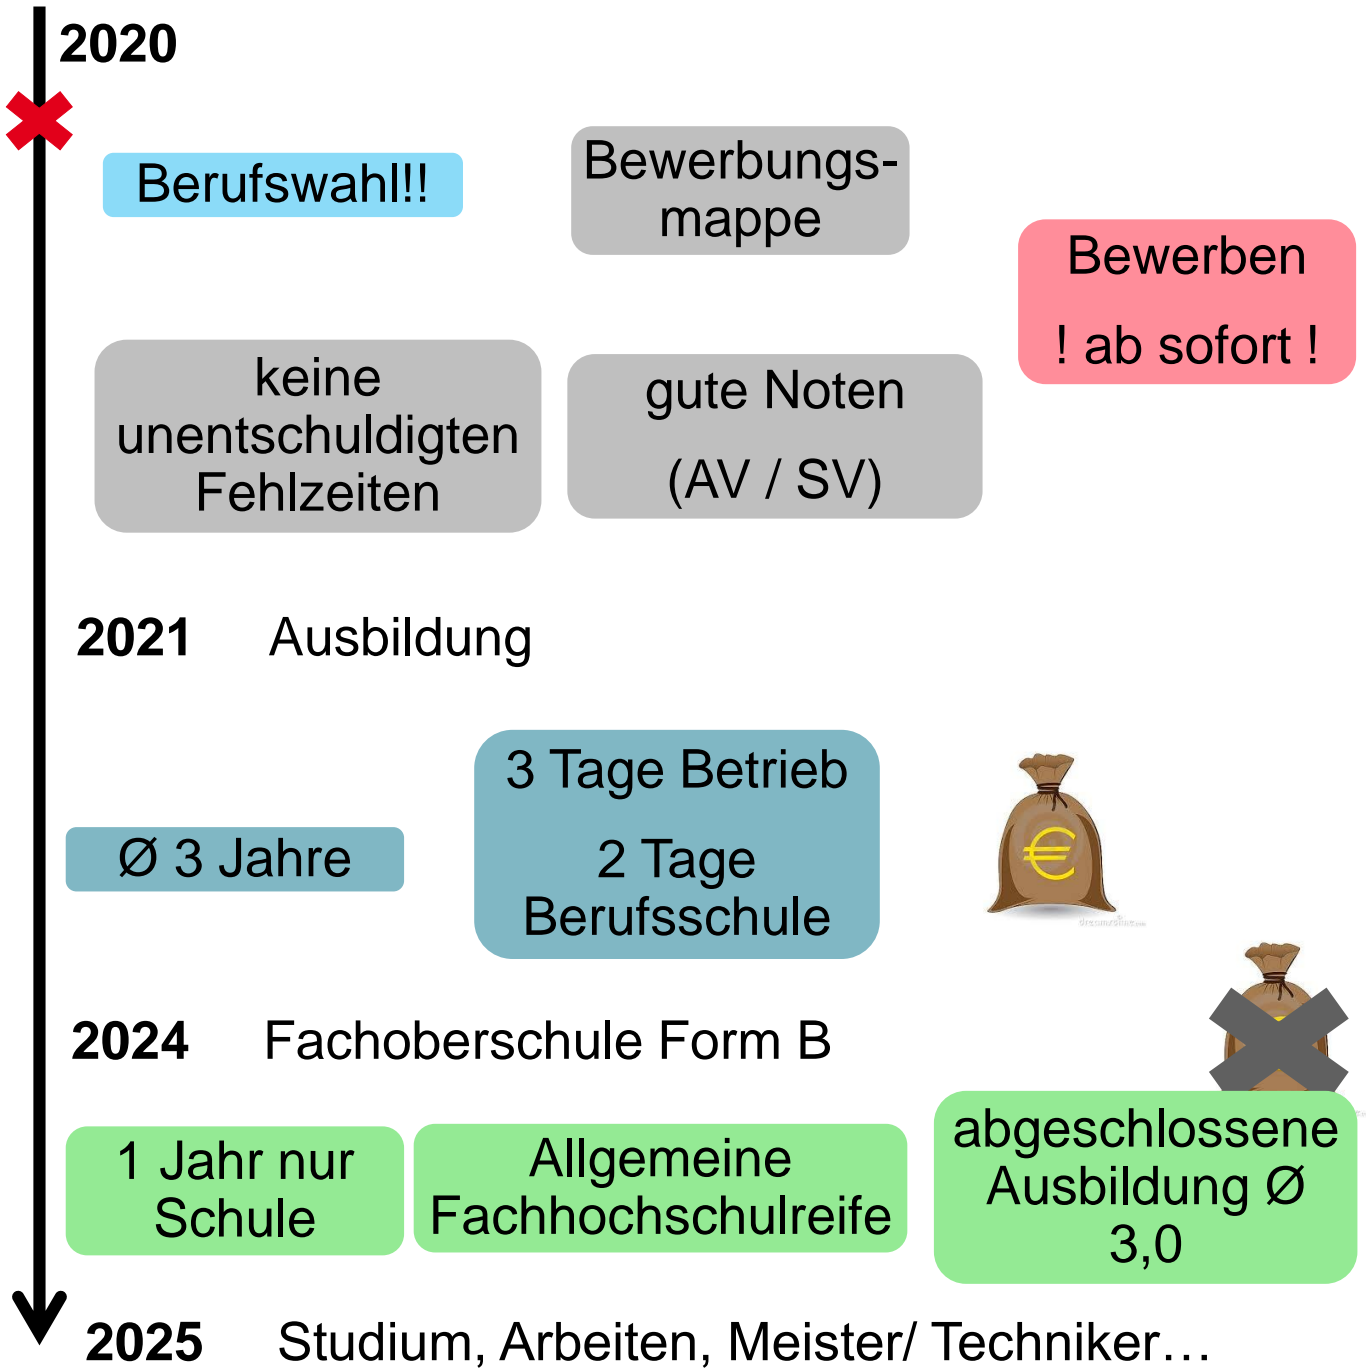 2020
Berufswahl!!
Bewerbungs-
mappe
Bewerben
! ab sofort !
keine
unentschuldigten
Fehlzeiten
gute Noten
(AV / SV)
2021 Ausbildung
Ø 3 Jahre
3 Tage Betrieb
2 Tage
Berufsschule
€
2024 Fachoberschule Form B
1 Jahr nur
Schule
Allgemeine
Fachhochschulreife
abgeschlossene
Ausbildung Ø
3,0
2025 Studium, Arbeiten, Meister/ Techniker…